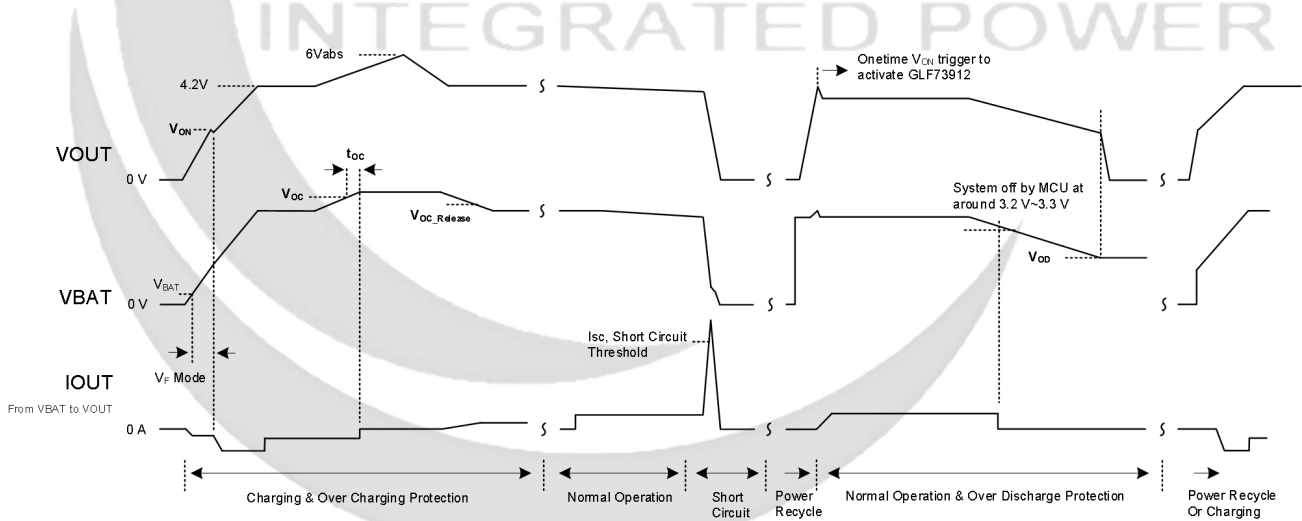 INTEGRATED POWER
6Vabs
4.2V
VON
VOUT
0 V
tOC
VOC
VOC_Release
Onetime VON trigger to
activate GLF73912
System off by MCU at
around 3.2 V~3.3 V
VOD
VBAT
VBAT
0 V
VF Mode
Isc, Short Circuit
Threshold
IOUT
From VBAT to VOUT
0 A
S
S
S
S
S
S
S
S
S
Charging & Over Charging Protection
Normal Operation
Short
Circuit
Power
Recycle
Normal Operation & Over Discharge Protection
Power Recycle
Or Charging